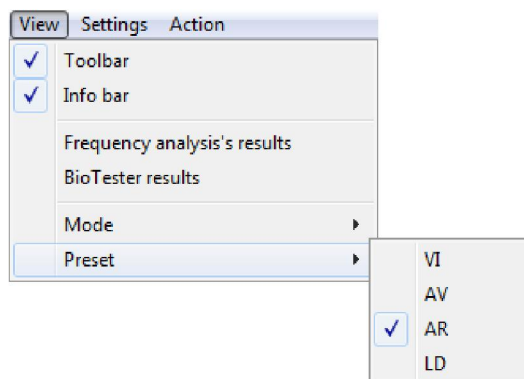 View Settings Action
Toolbar
Info bar
Frequency analysis's results
BioTester results
Mode
Preset
VI
AV
AR
LD